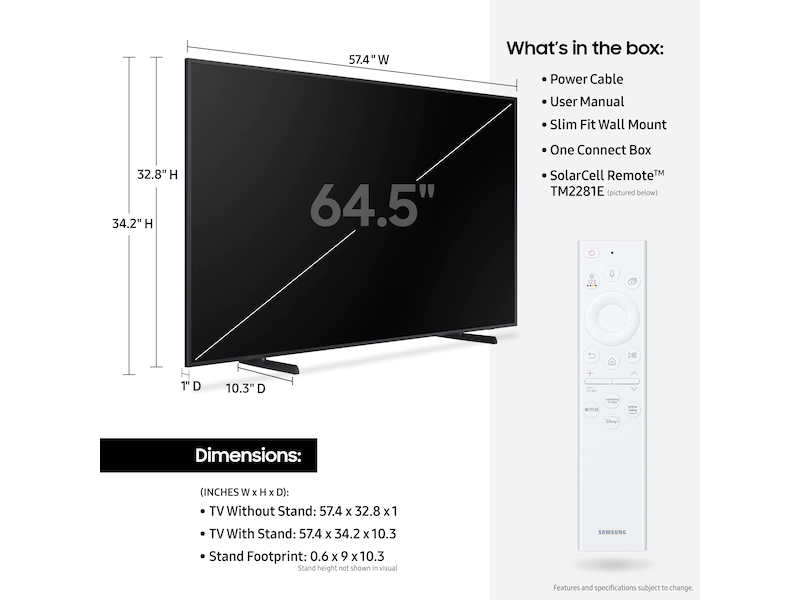 57.4" W
What's in the box:
• Power Cable
• User Manual
• Slim Fit Wall Mount
• One Connect Box
• SolarCell Remote™
TM2281E (pictured below)
32.8" H
34.2" H
64.5"
1" D
10.3" D
NETFLIX
prime video
Disney+
SAMSUNG
Dimensions:
(INCHES W x H x D):
• TV Without Stand: 57.4 x 32.8 x 1
• TV With Stand: 57.4 x 34.2 x 10.3
• Stand Footprint: 0.6 x 9 x 10.3
Stand height not shown in visual
Features and specifications subject to change.